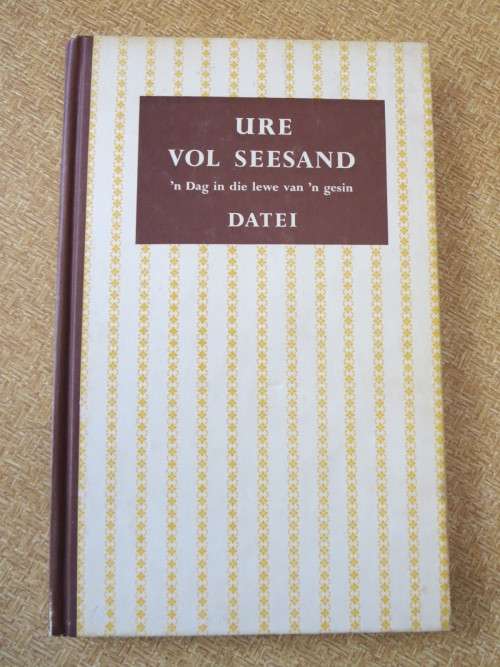 URE
VOL SEESAND
'n Dag in die lewe van 'n gesin
DATEI